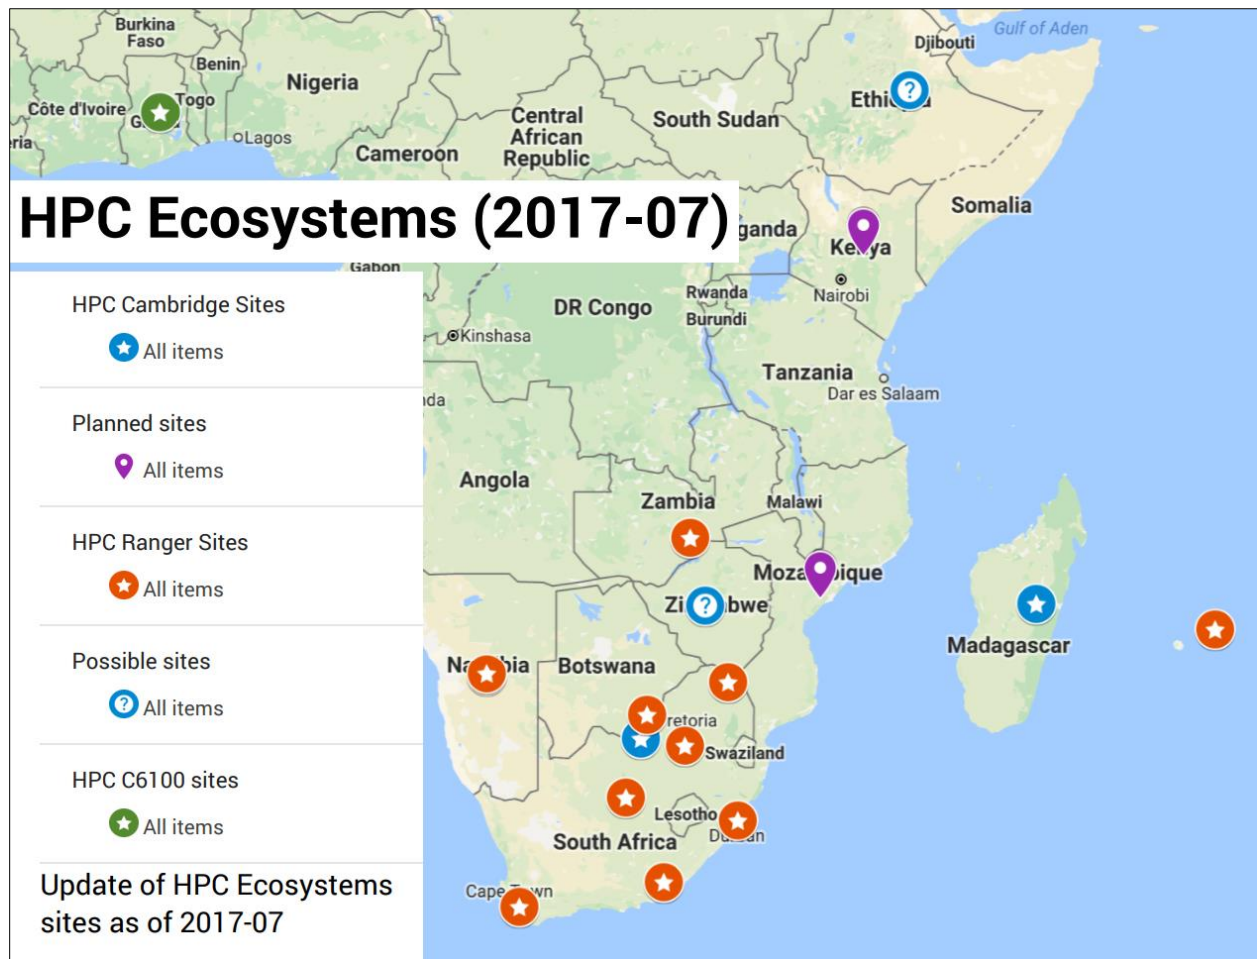 Burkina
Faso
Benin
Nigeria
Togo
Côte d'Ivoire
Lagos
Cameroon
Central
African
Republic
South Sudan
Djibouti
Gulf of Aden
Somalia
HPC Ecosystems (2017-07)
Gabon
DR Congo
Rwanda
Burundi
Nairobi
Kinshasa
Tanzania
Dar es Salaam
Angola
Zambia
Malawi
Botswana
Madagascar
Swaziland
Lesotho
South Africa
HPC Cambridge Sites
All items
Planned sites
All items
HPC Ranger Sites
All items
Possible sites
All items
HPC C6100 sites
All items
Update of HPC Ecosystems
sites as of 2017-07